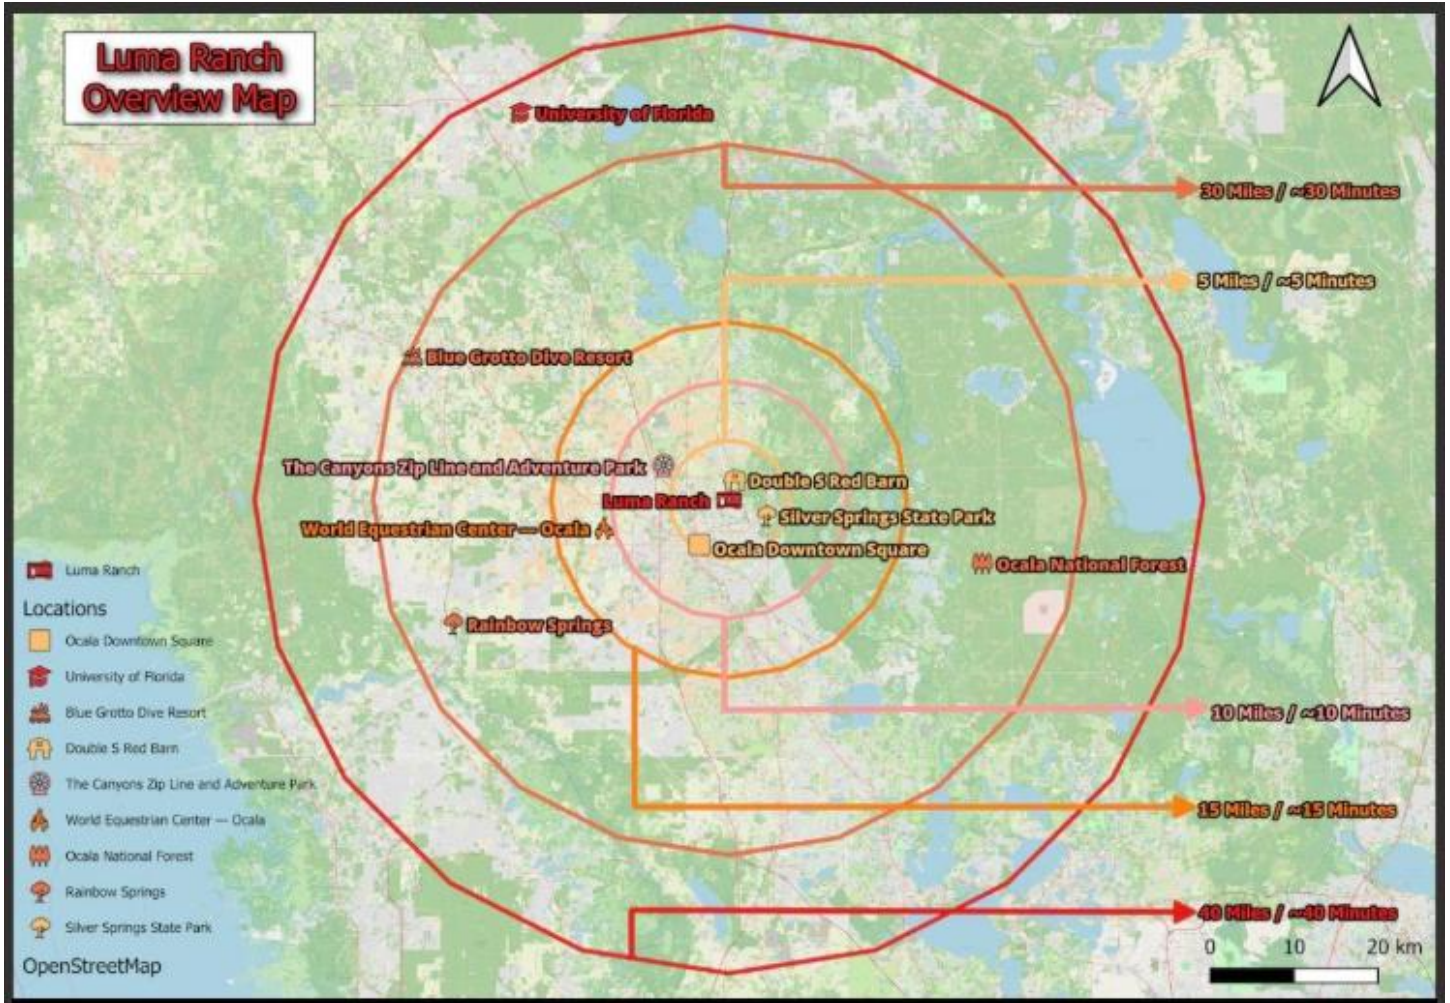 Luma Ranch
Overview Map
University of Florida
30 Miles / ~30 Minutes
5 Miles / ~5 Minutes
Blue Grotto Dive Resort
The Canyons Zip Line and Adventure Park
Double S Red Barn
Luma Ranch
Silver Springs State Park
World Equestrian Center — Ocala
Ocala Downtown Square
Ocala National Forest
Rainbow Springs
10 Miles / ~10 Minutes
15 Miles / ~15 Minutes
40 Miles / ~40 Minutes
0 10 20 km
Luma Ranch
Locations
Ocala Downtown Square
University of Florida
Blue Grotto Dive Resort
Double S Red Barn
The Canyons Zip Line and Adventure Park
World Equestrian Center — Ocala
Ocala National Forest
Rainbow Springs
Silver Springs State Park
OpenStreetMap